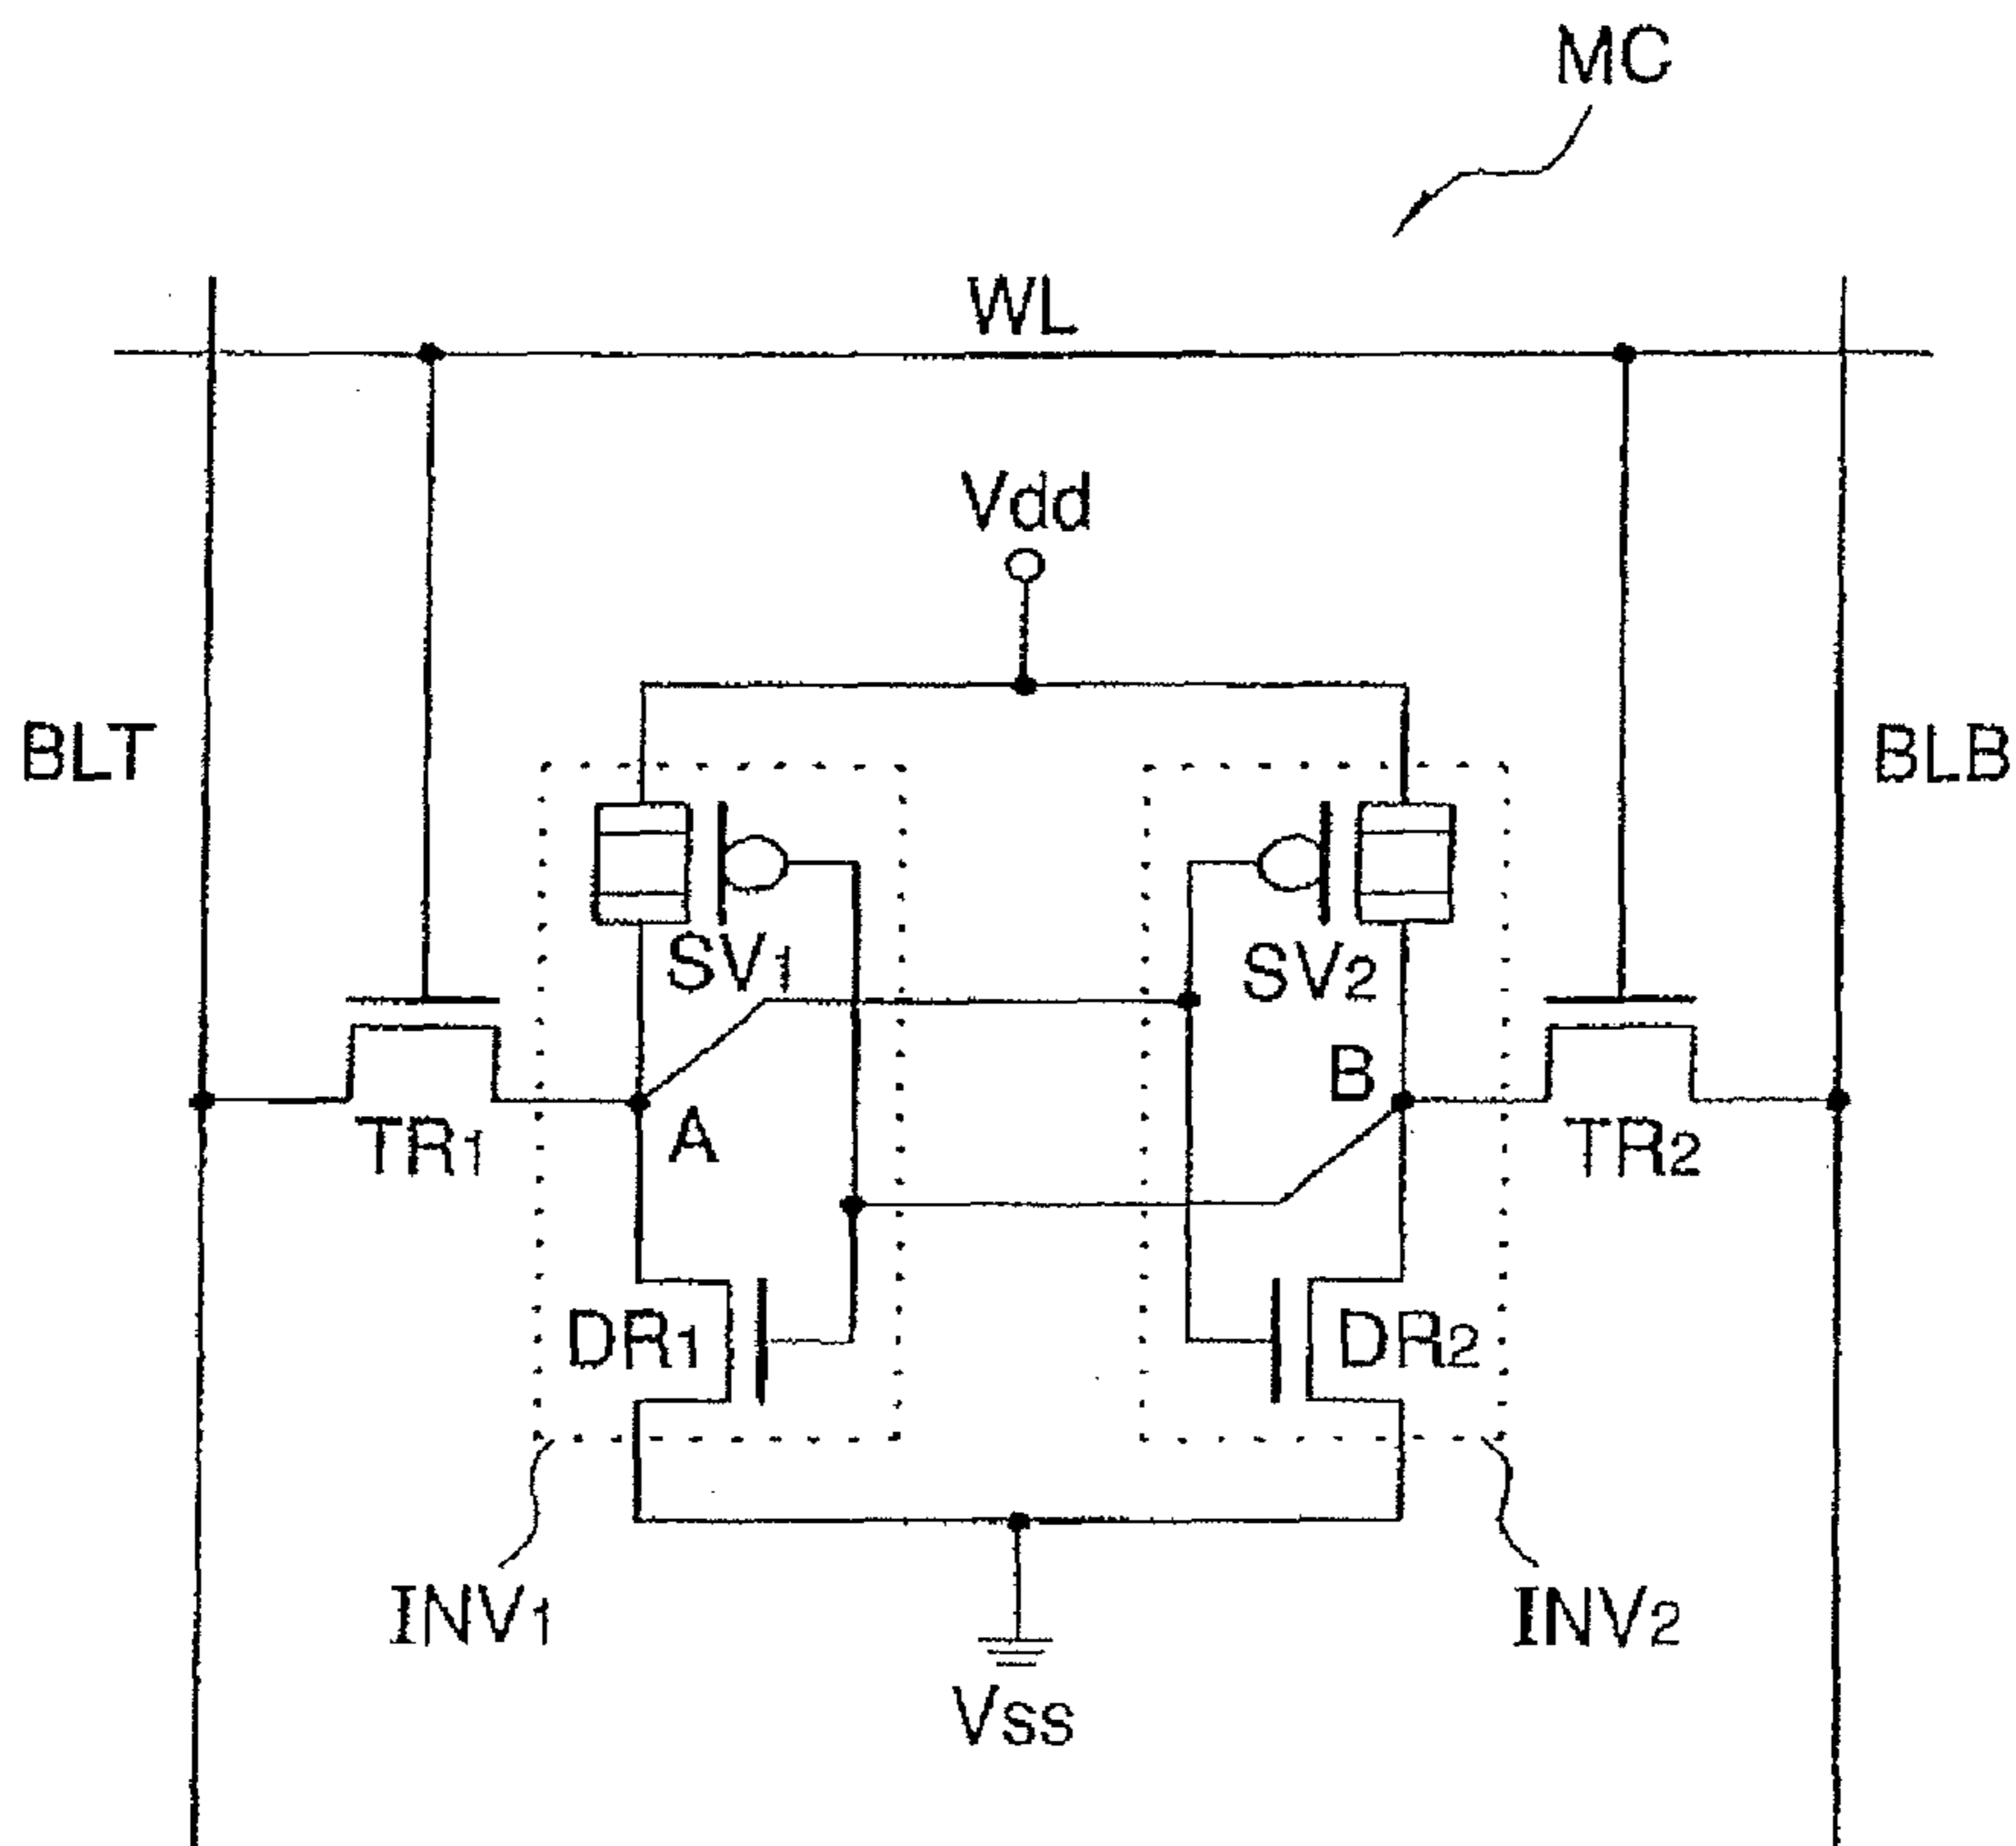 MC
WL
Vdd
BLT
BLB
SV1
SV2
B
A
TR1
TR2
DR1
DR2
INV1
INV2
Vss